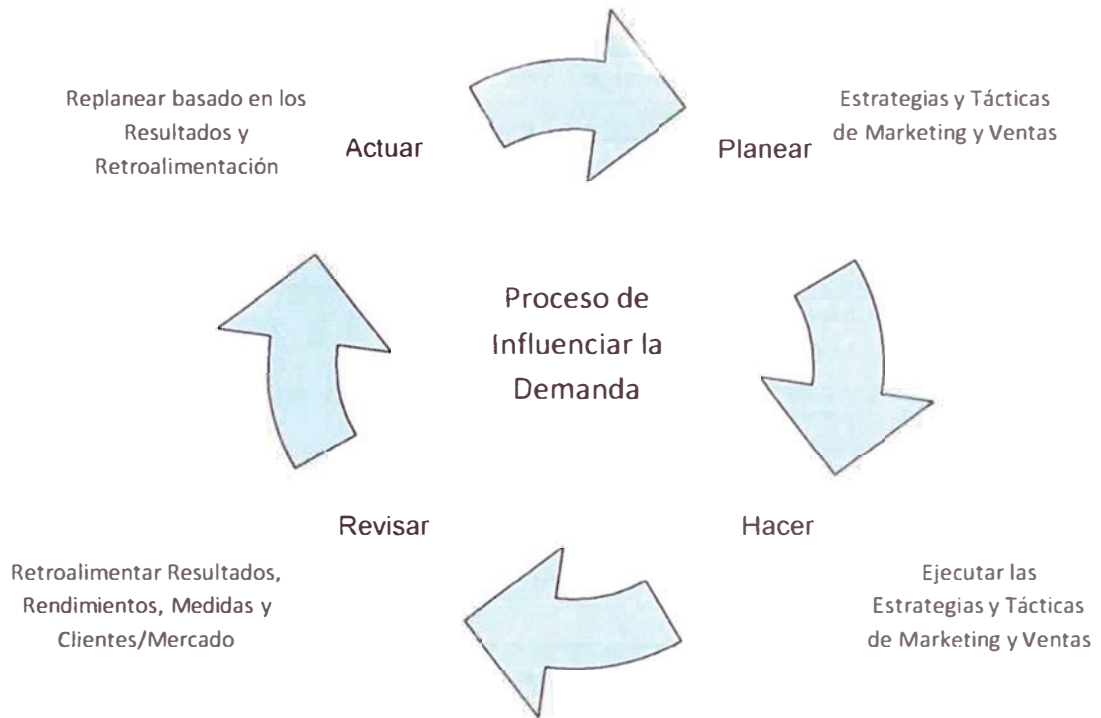 Replanear basado en los
Resultados y
Retroalimentación
Actuar
Planear
Estrategias y Tácticas
de Marketing y Ventas
Proceso de
Influenciar la
Demanda
Revisar
Hacer
Retroalimentar Resultados,
Rendimientos, Medidas y
Clientes/Mercado
Ejecutar las
Estrategias y Tácticas
de Marketing y Ventas